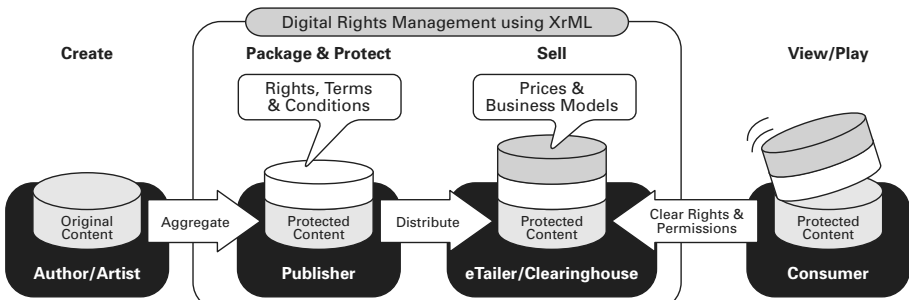 Digital Rights Management using XrML
Create
Package & Protect
Sell
View/Play
Rights, Terms
& Conditions
Prices &
Business Models
Original
Content
Author/Artist
Aggregate
Protected
Content
Publisher
Distribute
Protected
Content
eTailer/Clearinghouse
Clear Rights &
Permissions
Protected
Content
Consumer